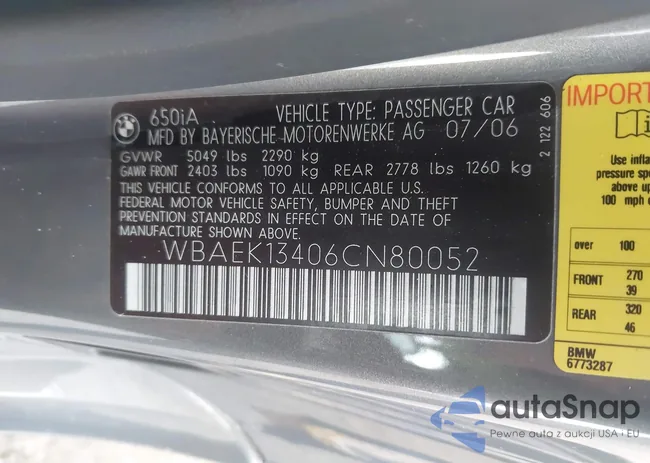 BMW
650iA VEHICLE TYPE: PASSENGER CAR
MFD BY BAYERISCHE MOTORENWERKE AG 07/06
GVWR 5049 lbs 2290 kg
GAWR FRONT 2403 lbs 1090 kg REAR 2778 lbs 1260 kg
THIS VEHICLE CONFORMS TO ALL APPLICABLE U.S.
FEDERAL MOTOR VEHICLE SAFETY, BUMPER AND THEFT
PREVENTION STANDARDS IN EFFECT ON THE DATE OF
MANUFACTURE SHOWN ABOVE.
WBAEK13406CN80052
2 122 606
IMPORT
Use infl
pressure spe
above up
100 mph
over 100
FRONT 270
39
REAR 320
46
BMW
6773287
autaSnap
Pewne auta z aukcji USA i EU